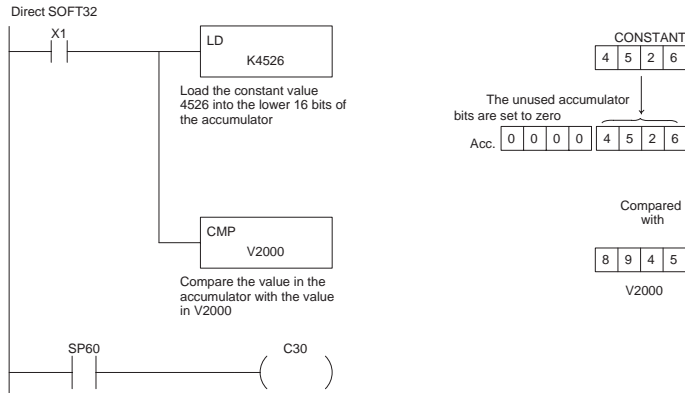 Direct SOFT32
X1
LD
K4526
Load the constant value
4526 into the lower 16 bits of
the accumulator
CMP
V2000
Compare the value in the
accumulator with the value
in V2000
SP60
C30
CONSTANT
4 5 2 6
The unused accumulator
bits are set to zero
Acc. 0 0 0 0 4 5 2 6
Compared
with
8 9 4 5
V2000